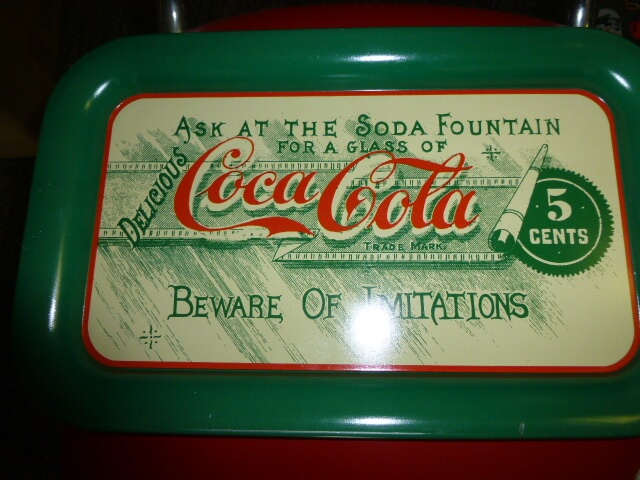 ASK AT THE SODA FOUNTAIN
FOR A GLASS OF
DELICIOUS
Coca Cola
TRADE MARK.
5
CENTS
BEWARE OF IMITATIONS